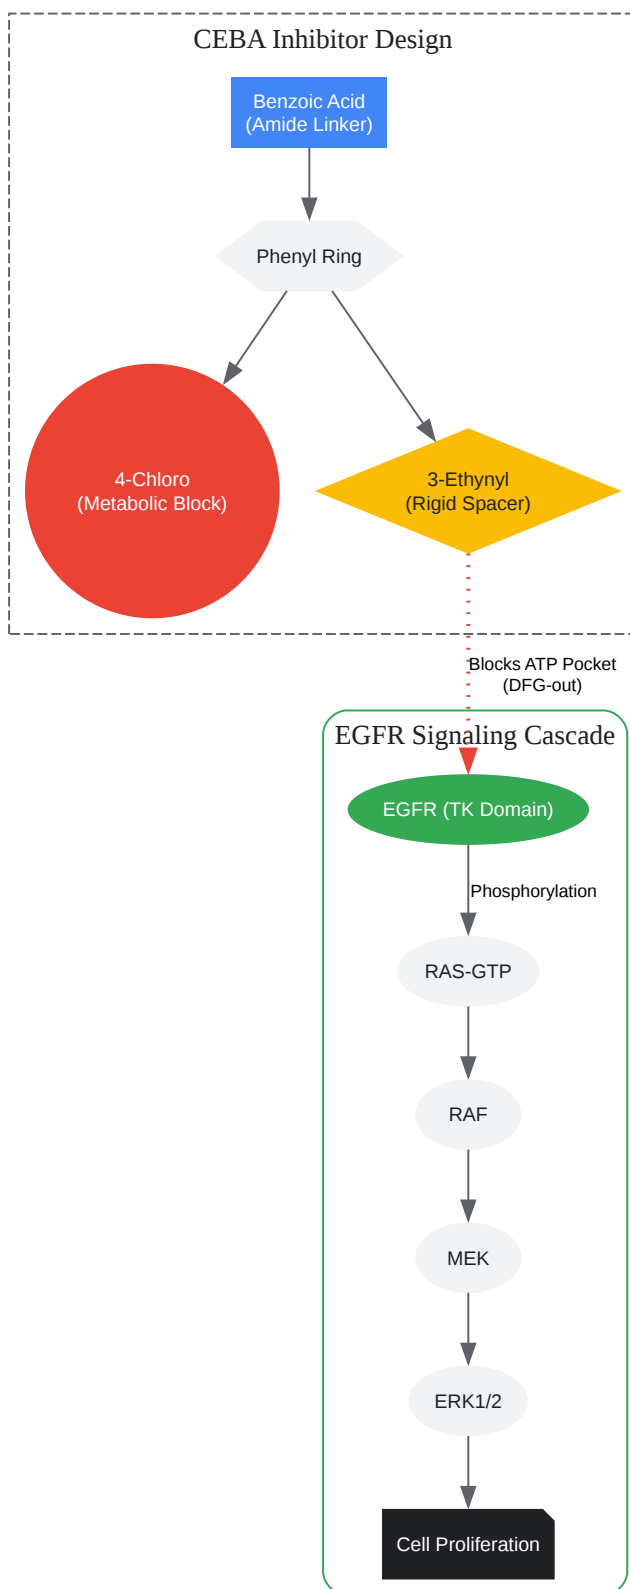 CEBA Inhibitor Design
Benzoic Acid
(Amide Linker)
Phenyl Ring
4-Chloro
(Metabolic Block)
3-Ethynyl
(Rigid Spacer)
Blocks ATP Pocket
(DFG-out)
EGFR Signaling Cascade
EGFR (TK Domain)
Phosphorylation
RAS-GTP
RAF
MEK
ERK1/2
Cell Proliferation